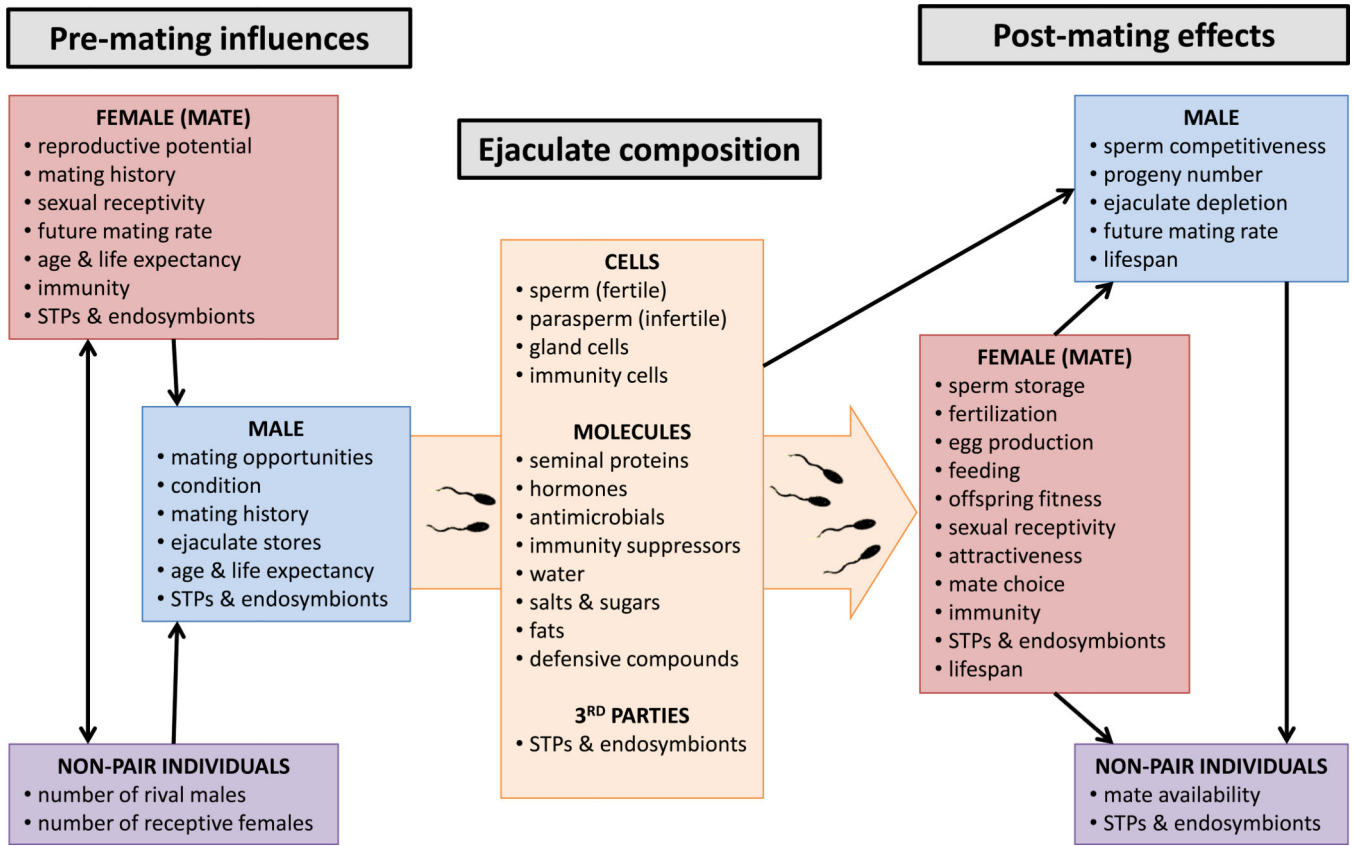 Pre-mating influences
FEMALE (MATE)
• reproductive potential
• mating history
• sexual receptivity
• future mating rate
• age & life expectancy
• immunity
• STPs & endosymbionts
MALE
• mating opportunities
• condition
• mating history
• ejaculate stores
• age & life expectancy
• STPs & endosymbionts
NON-PAIR INDIVIDUALS
• number of rival males
• number of receptive females
Ejaculate composition
CELLS
• sperm (fertile)
• parasperm (infertile)
• gland cells
• immunity cells
MOLECULES
• seminal proteins
• hormones
• antimicrobials
• immunity suppressors
• water
• salts & sugars
• fats
• defensive compounds
3RD PARTIES
• STPs & endosymbionts
Post-mating effects
MALE
• sperm competitiveness
• progeny number
• ejaculate depletion
• future mating rate
• lifespan
FEMALE (MATE)
• sperm storage
• fertilization
• egg production
• feeding
• offspring fitness
• sexual receptivity
• attractiveness
• mate choice
• immunity
• STPs & endosymbionts
• lifespan
NON-PAIR INDIVIDUALS
• mate availability
• STPs & endosymbionts